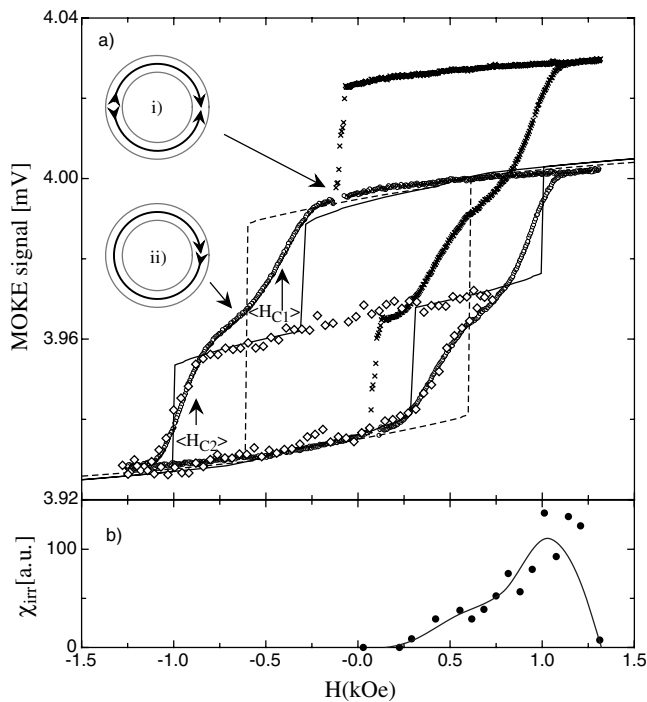 4.04
a)
i)
4.00
ii)
MOKE signal [mV]
<H_C1>
3.96
<H_C2>
3.92
b)
χ_irr[a.u.]
100
0
-1.5 -1.0 -0.5 -0.0 0.5 1.0 1.5
H(kOe)